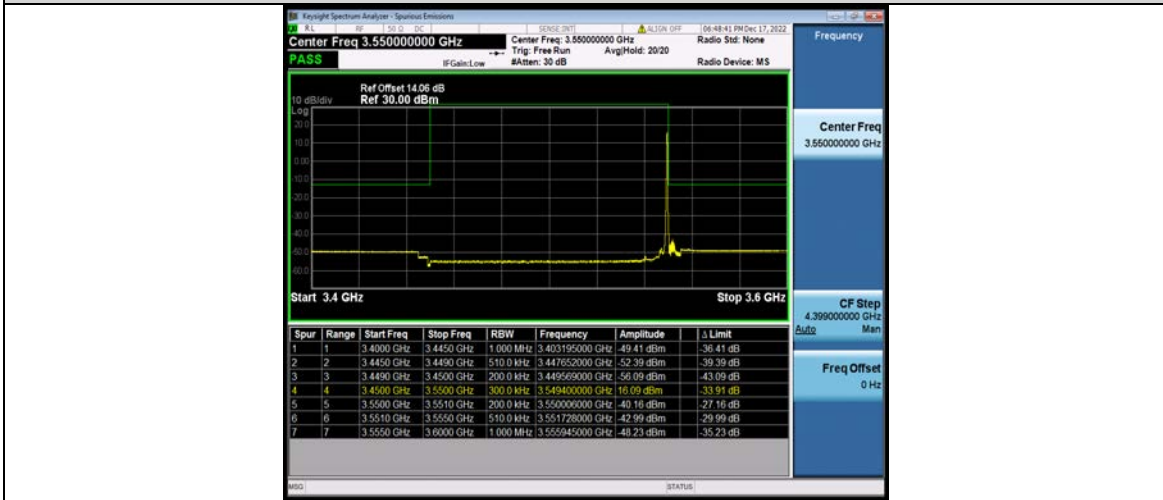 Keysight Spectrum Analyzer - Spurious Emissions
RL RF 50 Ω DC SENSE:INT ALIGN OFF 06:48:41 PM Dec 17, 2022
Center Freq 3.550000000 GHz
Center Freq: 3.550000000 GHz
Radio Std: None
Trig: Free Run Avg|Hold: 20/20
PASS
IFGain:Low
#Atten: 30 dB
Radio Device: MS
Ref Offset 14.06 dB
10 dB/div Ref 30.00 dBm
Log
20.0
10.0
0.00
-10.0
-20.0
-30.0
-40.0
-50.0
-60.0
Start 3.4 GHz Stop 3.6 GHz
Spur Range Start Freq Stop Freq RBW Frequency Amplitude Δ Limit
1 1 3.4000 GHz 3.4450 GHz 1.000 MHz 3.403195000 GHz -49.41 dBm -36.41 dB
2 2 3.4450 GHz 3.4490 GHz 510.0 kHz 3.447652000 GHz -52.39 dBm -39.39 dB
3 3 3.4490 GHz 3.4500 GHz 200.0 kHz 3.449569000 GHz -56.09 dBm -43.09 dB
4 4 3.4500 GHz 3.5500 GHz 300.0 kHz 3.549400000 GHz 16.09 dBm -33.91 dB
5 5 3.5500 GHz 3.5510 GHz 200.0 kHz 3.550006000 GHz -40.16 dBm -27.16 dB
6 6 3.5510 GHz 3.5550 GHz 510.0 kHz 3.551728000 GHz -42.99 dBm -29.99 dB
7 7 3.5550 GHz 3.6000 GHz 1.000 MHz 3.555945000 GHz -48.23 dBm -35.23 dB
MSG STATUS
Frequency
Center Freq
3.550000000 GHz
CF Step
4.399000000 GHz
Auto Man
Freq Offset
0 Hz